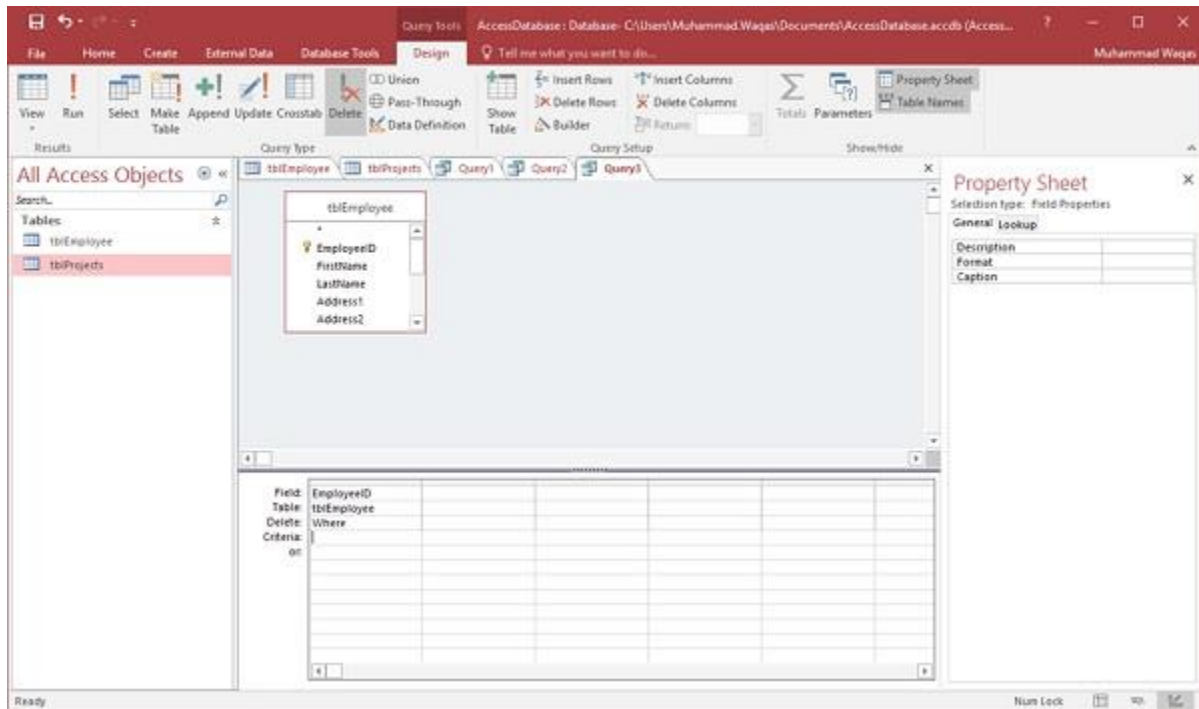 Query Tools AccessDatabase : Database- C:\Users\Muhammad.Waqas\Documents\AccessDatabase.accdb (Access... ?
File Home Create External Data Database Tools Design Tell me what you want to do... Muhammad Waqas
View Run Select Make Table Append Update Crosstab Delete
Union
Pass-Through
Data Definition
Show Table
Insert Rows
Delete Rows
Builder
Insert Columns
Delete Columns
Return:
Totals Parameters
Property Sheet
Table Names
Results Query Type Query Setup Show/Hide
All Access Objects
Search...
Tables
tblEmployee
tblProjects
tblEmployee tblProjects Query1 Query2 Query3
tblEmployee
*
EmployeeID
FirstName
LastName
Address1
Address2
Field: EmployeeID
Table: tblEmployee
Delete: Where
Criteria:
or:
Property Sheet
Selection type: Field Properties
General Lookup
Description
Format
Caption
Ready Num Lock SQL